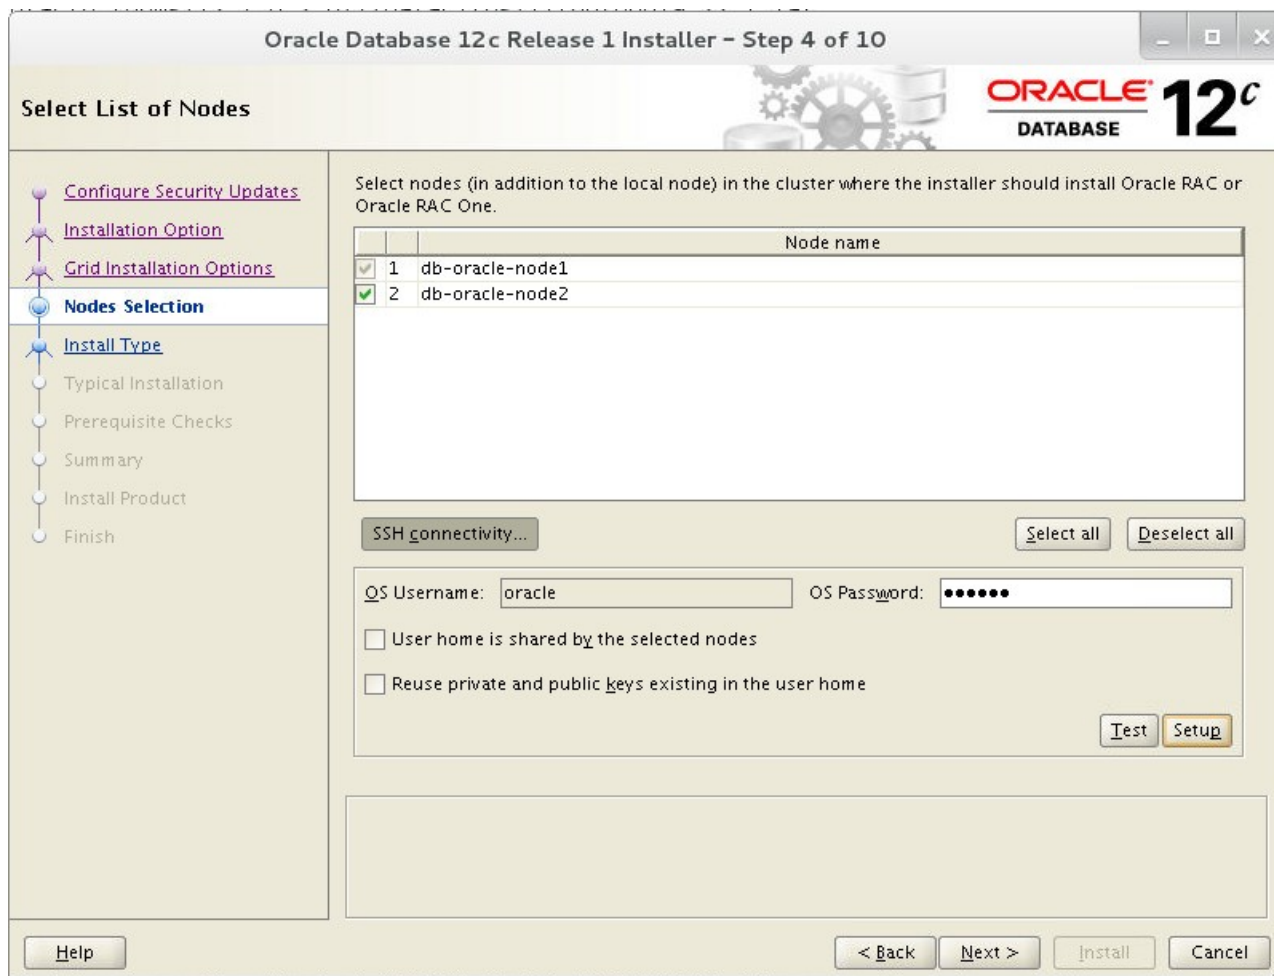 Oracle Database 12c Release 1 Installer - Step 4 of 10
Select List of Nodes
ORACLE
DATABASE
12c
Configure Security Updates
Installation Option
Grid Installation Options
Nodes Selection
Install Type
Typical Installation
Prerequisite Checks
Summary
Install Product
Finish
Select nodes (in addition to the local node) in the cluster where the installer should install Oracle RAC or
Oracle RAC One.
Node name
1 db-oracle-node1
2 db-oracle-node2
SSH connectivity...
Select all
Deselect all
OS Username: oracle OS Password: ••••••
User home is shared by the selected nodes
Reuse private and public keys existing in the user home
Test
Setup
Help
< Back
Next >
Install
Cancel